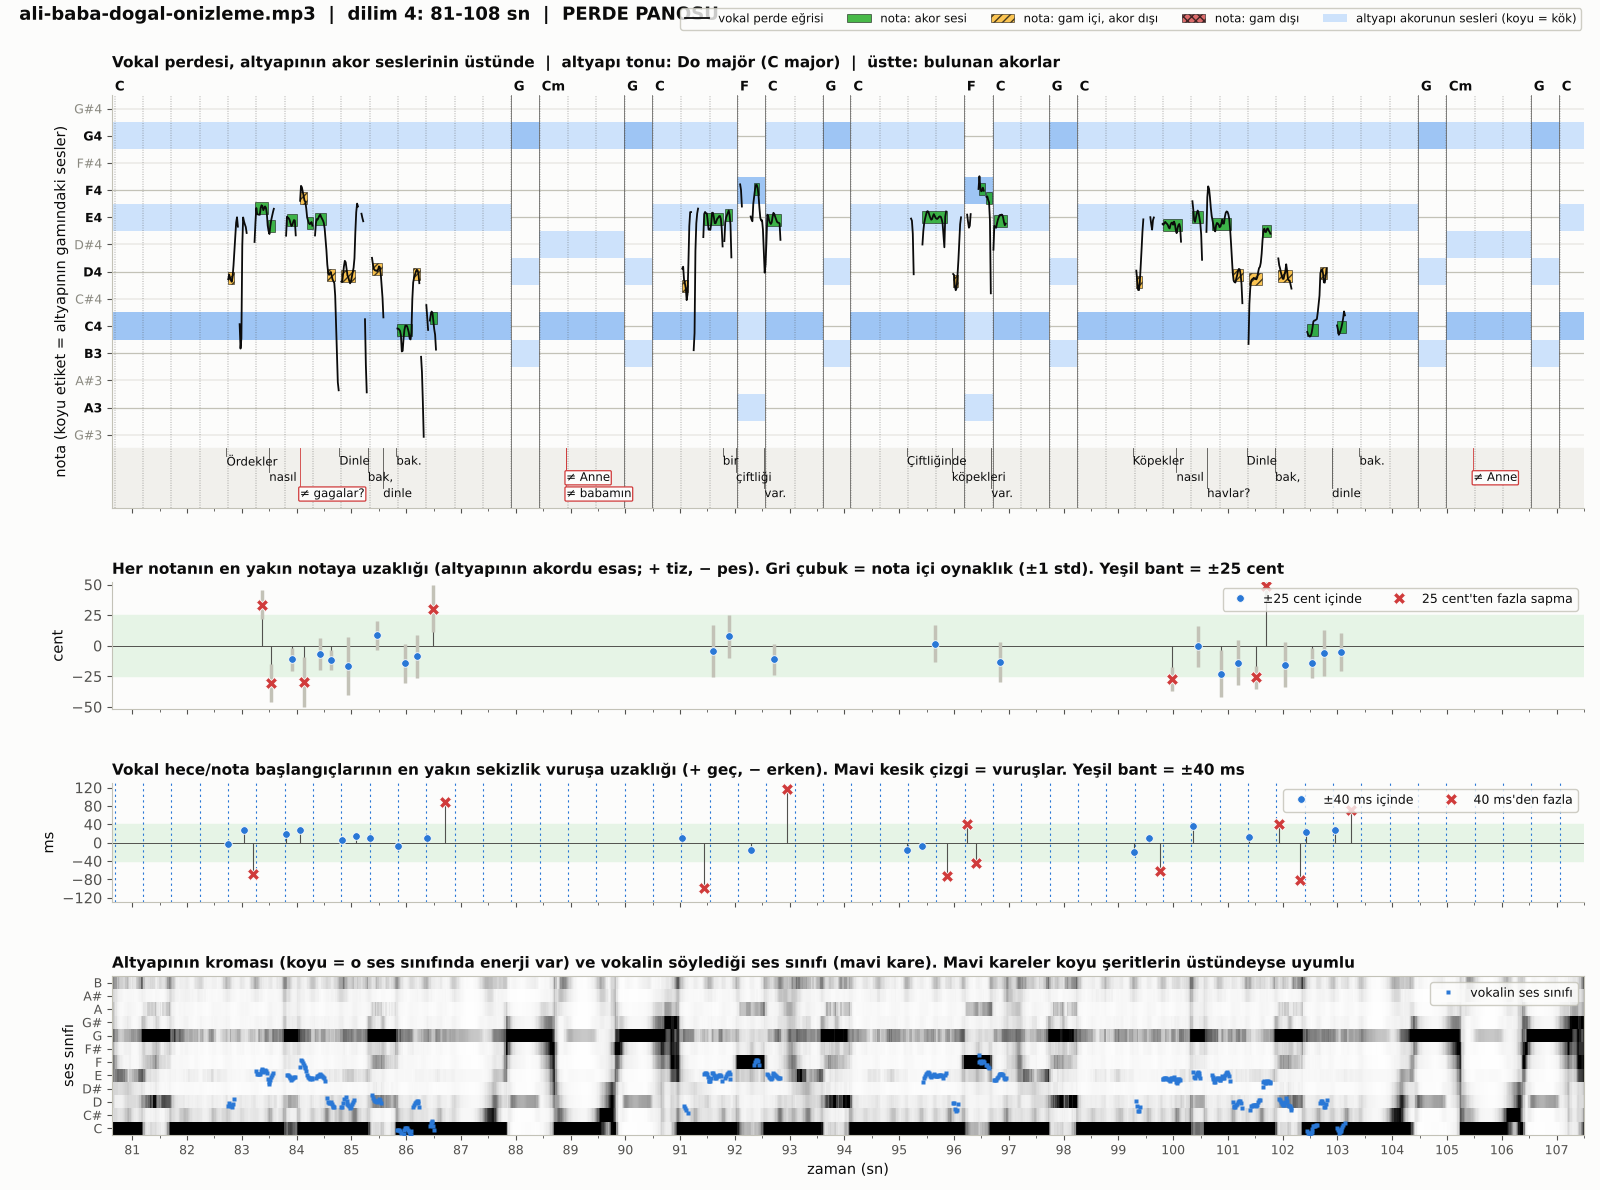 ali-baba-dogal-onizleme.mp3 | dilim 4: 81-108 sn | PERDE PANOSU
vokal perde eğrisi nota: akor sesi nota: gam içi, akor dışı nota: gam dışı altyapı akorunun sesleri (koyu = kök)
Vokal perdesi, altyapının akor seslerinin üstünde | altyapı tonu: Do majör (C major) | üstte: bulunan akorlar
C G Cm G C F C G C F C G C G Cm G C
nota (koyu etiket = altyapının gamındaki sesler)
G#4
G4
F#4
F4
E4
D#4
D4
C#4
C4
B3
A#3
A3
G#3
Ördekler Dinle bak. bir Çiftliğinde Köpekler Dinle bak.
nasıl bak, ≠ Anne çiftliği köpekleri nasıl bak, ≠ Anne
≠ gagalar? dinle ≠ babamın var. var. havlar? dinle
Her notanın en yakın notaya uzaklığı (altyapının akordu esas; + tiz, − pes). Gri çubuk = nota içi oynaklık (±1 std). Yeşil bant = ±25 cent
±25 cent içinde 25 cent'ten fazla sapma
cent
50
25
0
−25
−50
Vokal hece/nota başlangıçlarının en yakın sekizlik vuruşa uzaklığı (+ geç, − erken). Mavi kesik çizgi = vuruşlar. Yeşil bant = ±40 ms
±40 ms içinde 40 ms'den fazla
ms
120
80
40
0
−40
−80
−120
Altyapının kroması (koyu = o ses sınıfında enerji var) ve vokalin söylediği ses sınıfı (mavi kare). Mavi kareler koyu şeritlerin üstündeyse uyumlu
vokalin ses sınıfı
ses sınıfı
B
A#
A
G#
G
F#
F
D#
D
C#
C
81 82 83 84 85 86 87 88 89 90 91 92 93 94 95 96 97 98 99 100 101 102 103 104 105 106 107
zaman (sn)